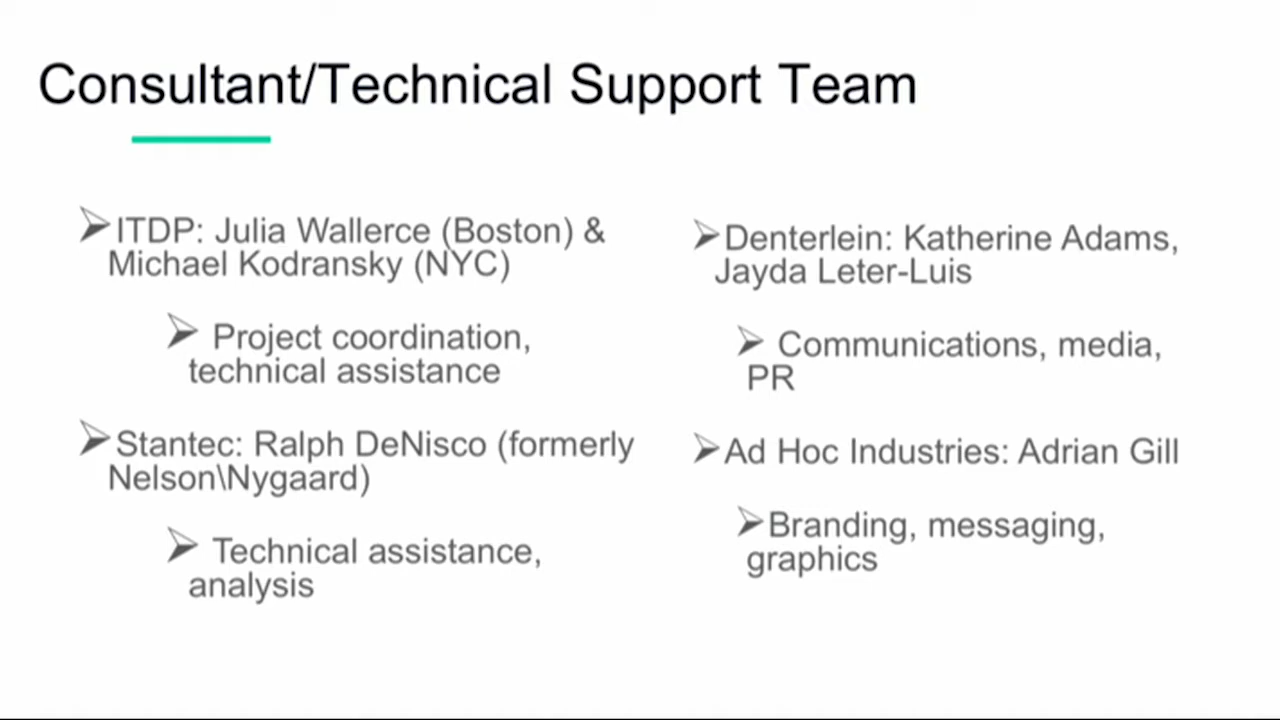 Consultant/Technical Support Team
ITDP: Julia Wallerce (Boston) &
Michael Kodransky (NYC)
Project coordination,
technical assistance
Stantec: Ralph DeNisco (formerly
Nelson\Nygaard)
Technical assistance,
analysis
Denterlein: Katherine Adams,
Jayda Leter-Luis
Communications, media,
PR
Ad Hoc Industries: Adrian Gill
Branding, messaging,
graphics